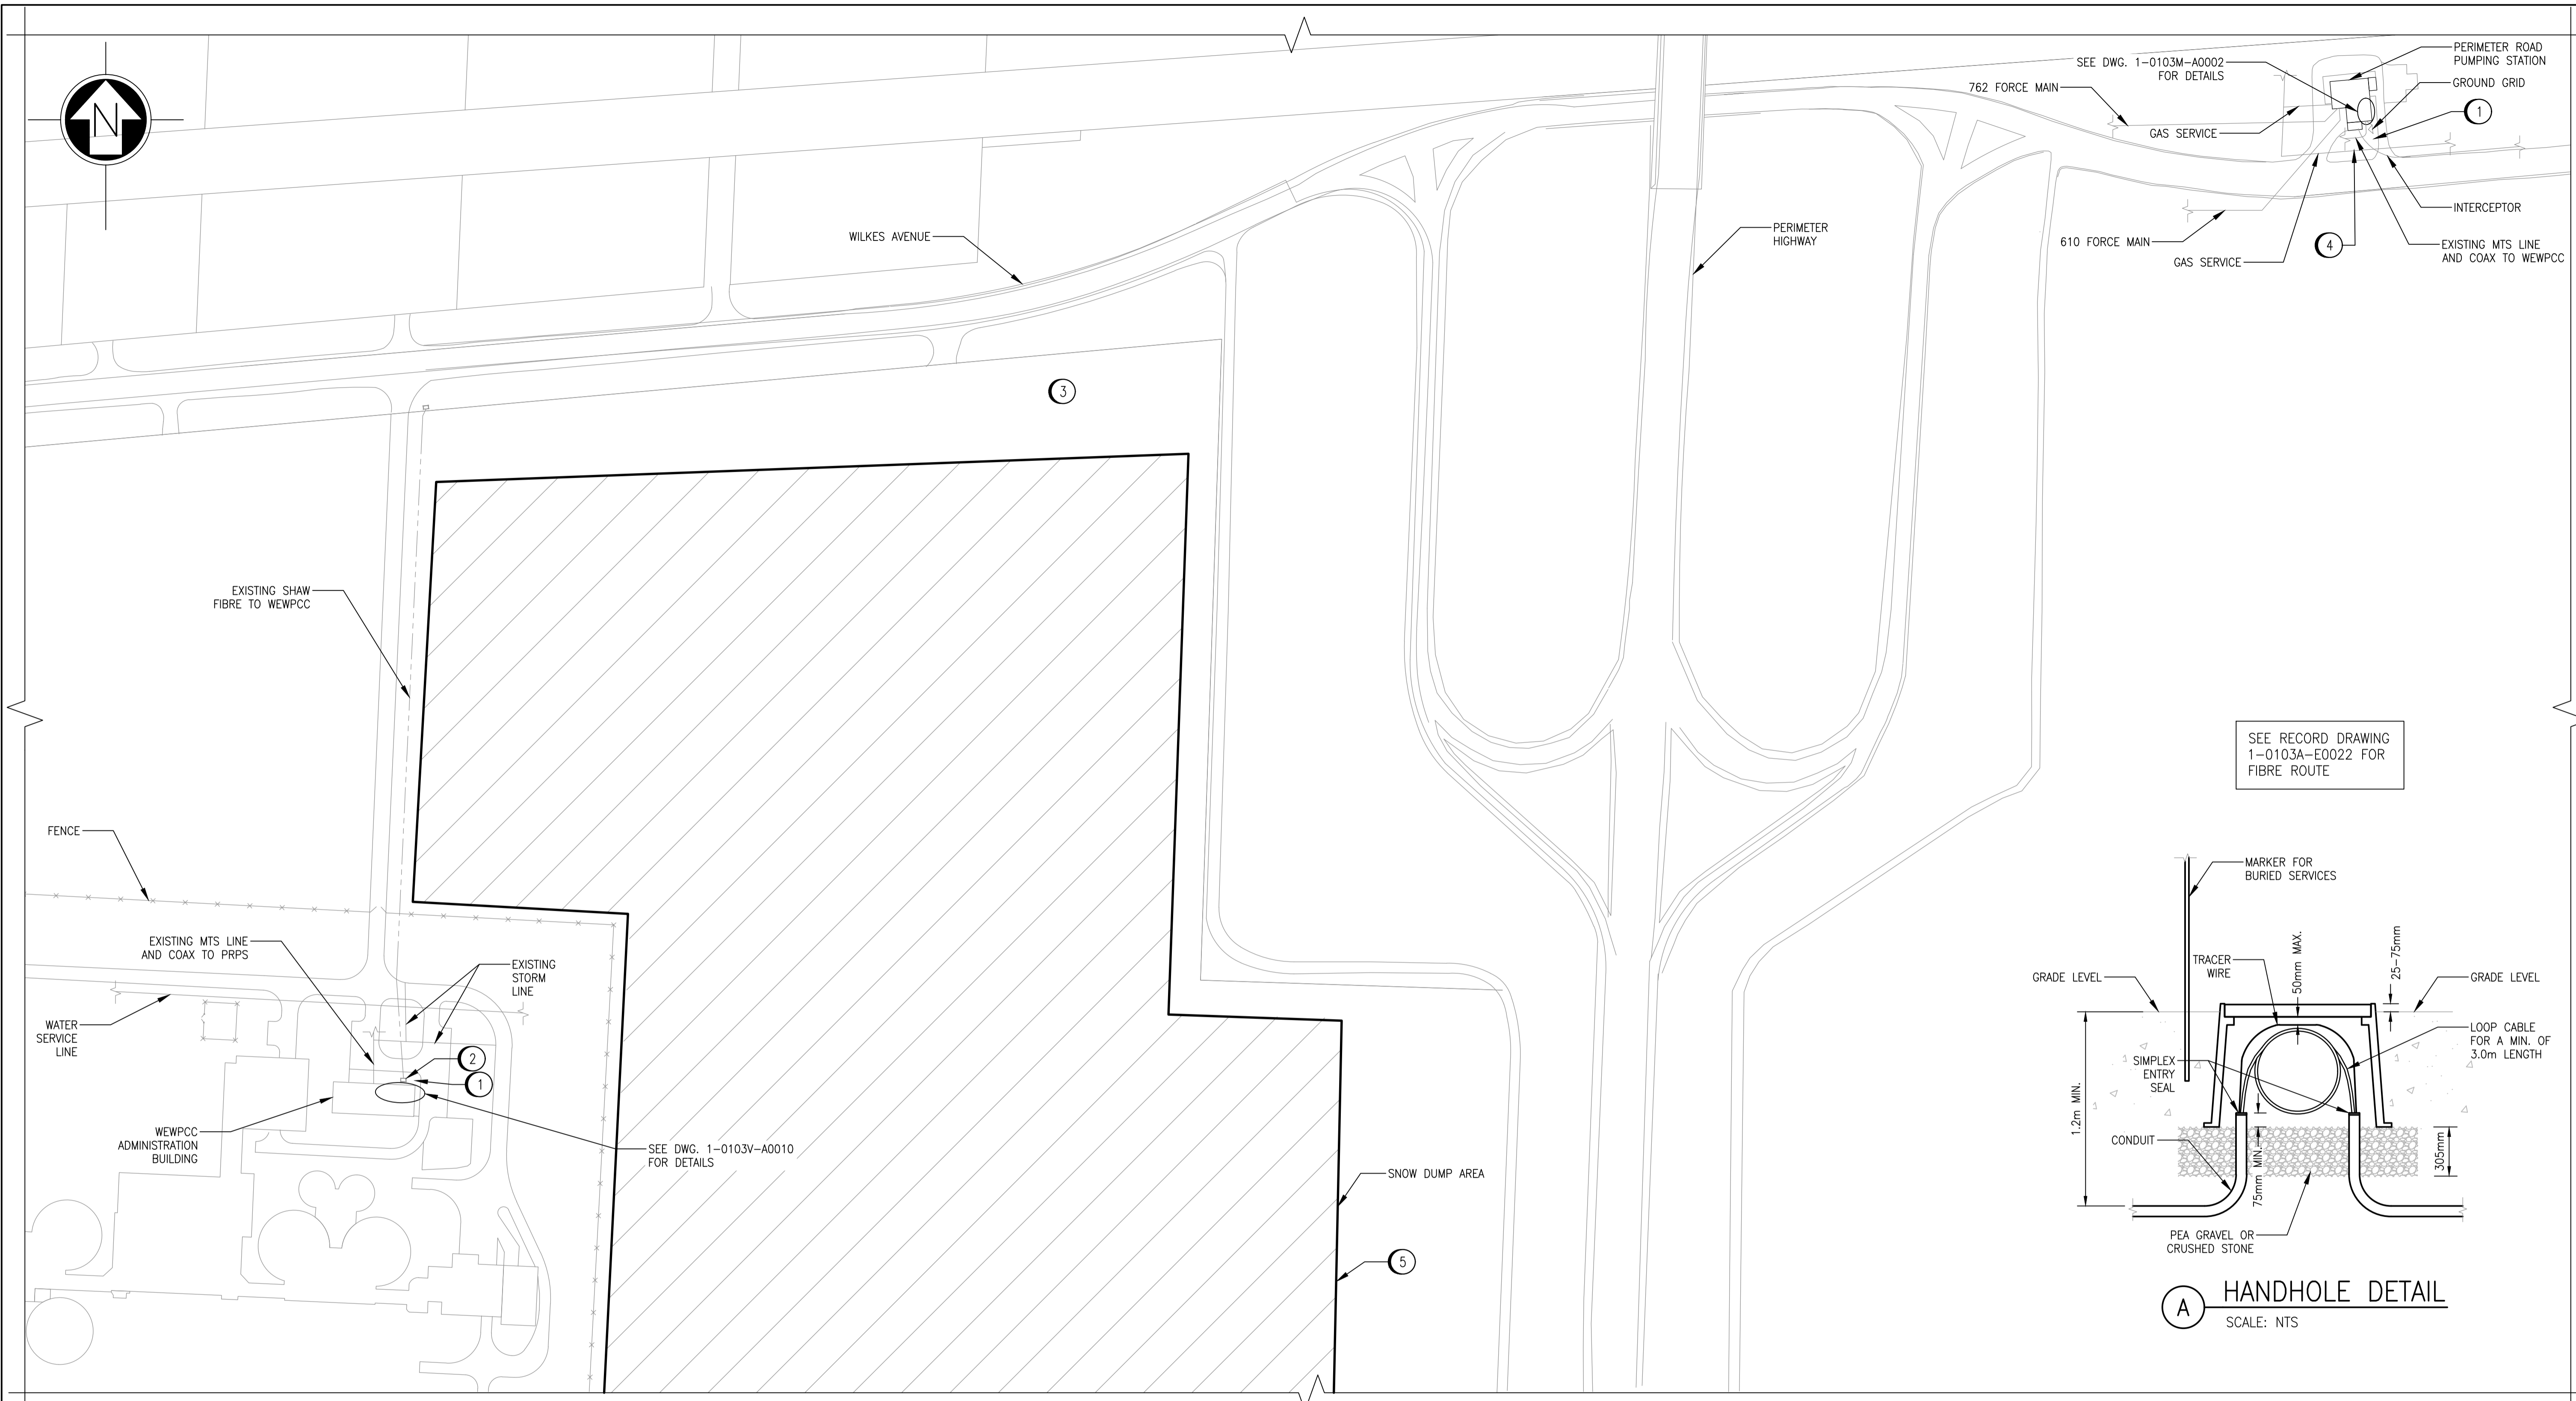 N
SEE DWG. 1-0103M-A0002
FOR DETAILS
PERIMETER ROAD
PUMPING STATION
762 FORCE MAIN
GROUND GRID
1
GAS SERVICE
INTERCEPTOR
610 FORCE MAIN
4
EXISTING MTS LINE
AND COAX TO WEWPCC
GAS SERVICE
WILKES AVENUE
PERIMETER
HIGHWAY
3
EXISTING SHAW
FIBRE TO WEWPCC
SEE RECORD DRAWING
1-0103A-E0022 FOR
FIBRE ROUTE
FENCE
EXISTING MTS LINE
AND COAX TO PRPS
EXISTING
STORM
LINE
WATER
SERVICE
LINE
2
1
WEWPCC
ADMINISTRATION
BUILDING
SEE DWG. 1-0103V-A0010
FOR DETAILS
SNOW DUMP AREA
5
MARKER FOR
BURIED SERVICES
50mm MAX.
25-75mm
TRACER
WIRE
GRADE LEVEL
GRADE LEVEL
LOOP CABLE
FOR A MIN. OF
3.0m LENGTH
SIMPLEX
ENTRY
SEAL
1.2m MIN.
CONDUIT
75mm MIN.
305mm
PEA GRAVEL OR
CRUSHED STONE
A
HANDHOLE DETAIL
SCALE: NTS